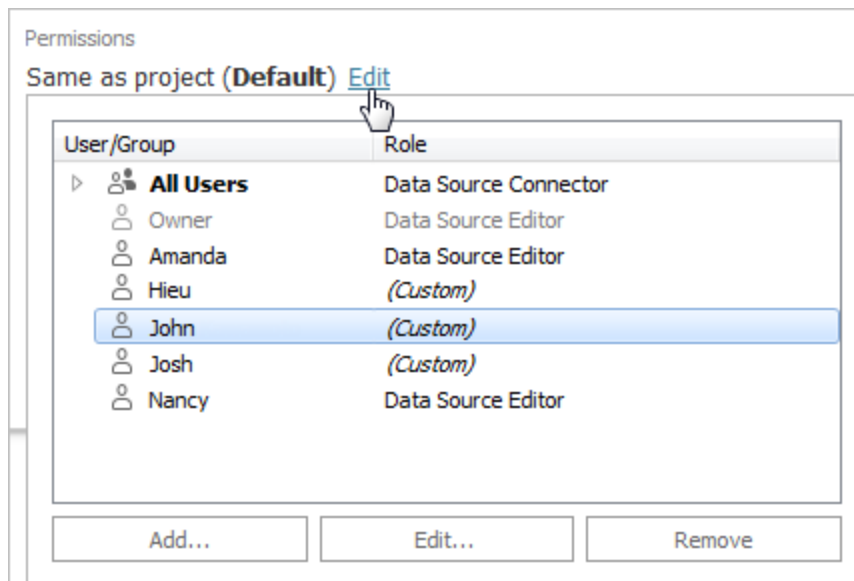 Permissions
Same as project (Default) Edit
User/Group Role
All Users Data Source Connector
Owner Data Source Editor
Amanda Data Source Editor
Hieu (Custom)
John (Custom)
Josh (Custom)
Nancy Data Source Editor
Add... Edit... Remove